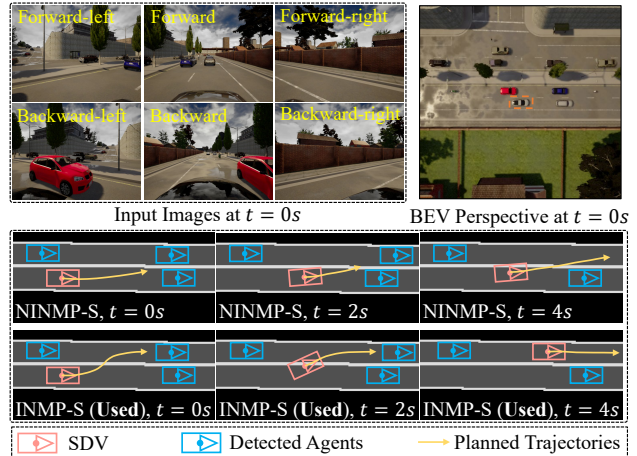 Forward-left
Forward
Forward-right
Backward-left
Backward
Backward-right
Input Images at t = 0s
BEV Perspective at t = 0s
NINMP-S, t = 0s
NINMP-S, t = 2s
NINMP-S, t = 4s
INMP-S (Used), t = 0s
INMP-S (Used), t = 2s
INMP-S (Used), t = 4s
SDV
Detected Agents
Planned Trajectories